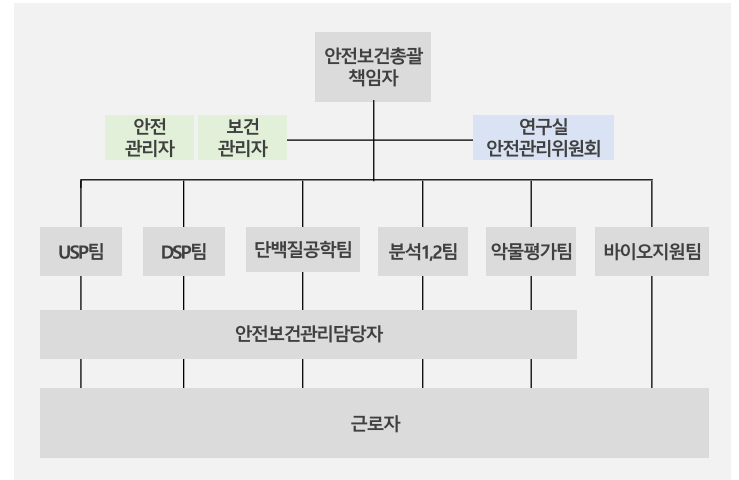 안전보건총괄
책임자
안전
관리자
보건
관리자
연구실
안전관리위원회
USP팀
DSP팀
단백질공학팀
분석1,2팀
악물평가팀
바이오지원팀
안전보건관리담당자
근로자